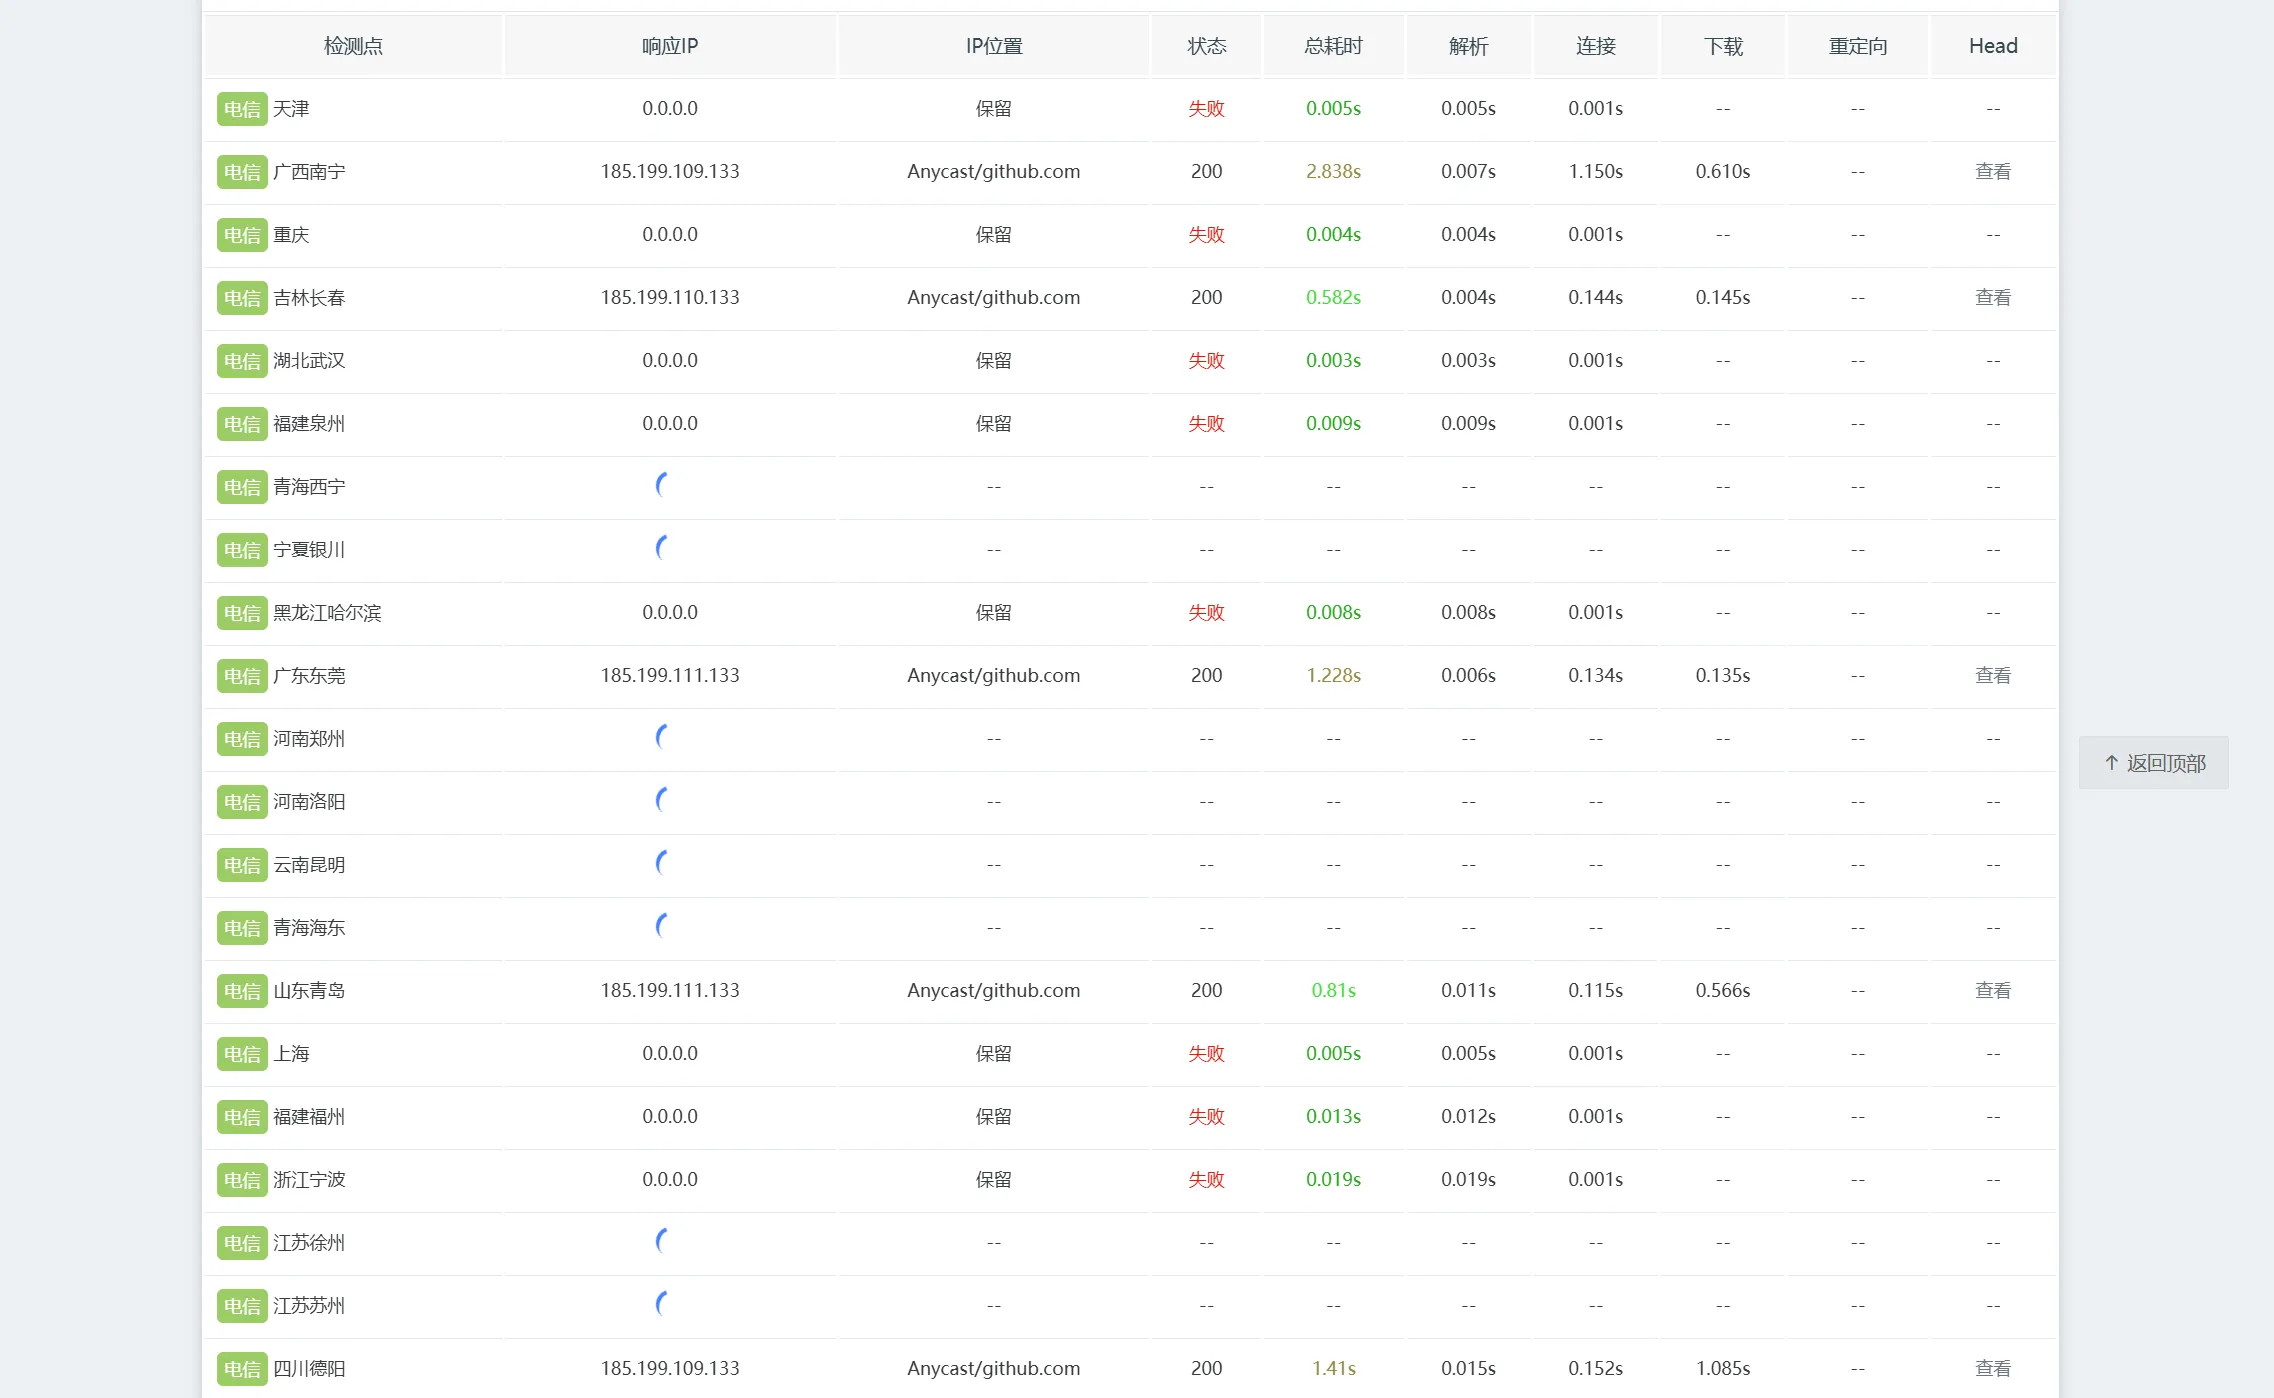 检测点 响应IP IP位置 状态 总耗时 解析 连接 下载 重定向 Head
电信 天津 0.0.0.0 保留 失败 0.005s 0.005s 0.001s -- -- --
电信 广西南宁 185.199.109.133 Anycast/github.com 200 2.838s 0.007s 1.150s 0.610s -- 查看
电信 重庆 0.0.0.0 保留 失败 0.004s 0.004s 0.001s -- -- --
电信 吉林长春 185.199.110.133 Anycast/github.com 200 0.582s 0.004s 0.144s 0.145s -- 查看
电信 湖北武汉 0.0.0.0 保留 失败 0.003s 0.003s 0.001s -- -- --
电信 福建泉州 0.0.0.0 保留 失败 0.009s 0.009s 0.001s -- -- --
电信 青海西宁 -- -- -- -- -- -- -- --
电信 宁夏银川 -- -- -- -- -- -- -- --
电信 黑龙江哈尔滨 0.0.0.0 保留 失败 0.008s 0.008s 0.001s -- -- --
电信 广东东莞 185.199.111.133 Anycast/github.com 200 1.228s 0.006s 0.134s 0.135s -- 查看
电信 河南郑州 -- -- -- -- -- -- -- --
↑ 返回顶部
电信 河南洛阳 -- -- -- -- -- -- -- --
电信 云南昆明 -- -- -- -- -- -- -- --
电信 青海海东 -- -- -- -- -- -- -- --
电信 山东青岛 185.199.111.133 Anycast/github.com 200 0.81s 0.011s 0.115s 0.566s -- 查看
电信 上海 0.0.0.0 保留 失败 0.005s 0.005s 0.001s -- -- --
电信 福建福州 0.0.0.0 保留 失败 0.013s 0.012s 0.001s -- -- --
电信 浙江宁波 0.0.0.0 保留 失败 0.019s 0.019s 0.001s -- -- --
电信 江苏徐州 -- -- -- -- -- -- -- --
电信 江苏苏州 -- -- -- -- -- -- -- --
电信 四川德阳 185.199.109.133 Anycast/github.com 200 1.41s 0.015s 0.152s 1.085s -- 查看